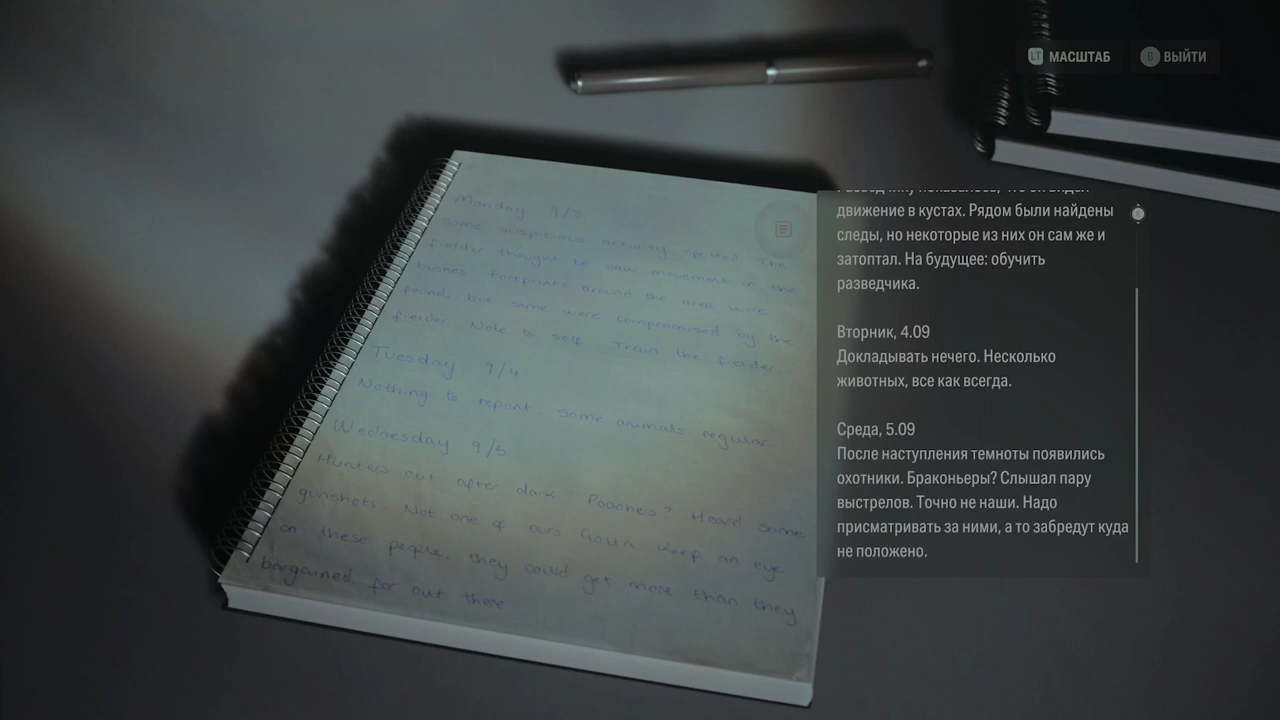 LT МАСШТАБ
B ВЫЙТИ
Monday 9/3
Some suspicious activity spotted. The
fielder thought he saw movement in the
bushes. Footprints around the area were
found, but some were compromised by the
fielder. Note to self. Train the fielder.
Tuesday 9/4
Nothing to report. Some animals regular
Wednesday 9/5
Hunters out after dark. Poachers? Heard some
gunshots. Not one of ours. Gotta keep an eye
on these people, they could get more than they
bargained for out there
движение в кустах. Рядом были найдены
следы, но некоторые из них он сам же и
затоптал. На будущее: обучить
разведчика.
Вторник, 4.09
Докладывать нечего. Несколько
животных, все как всегда.
Среда, 5.09
После наступления темноты появились
охотники. Браконьеры? Слышал пару
выстрелов. Точно не наши. Надо
присматривать за ними, а то забредут куда
не положено.